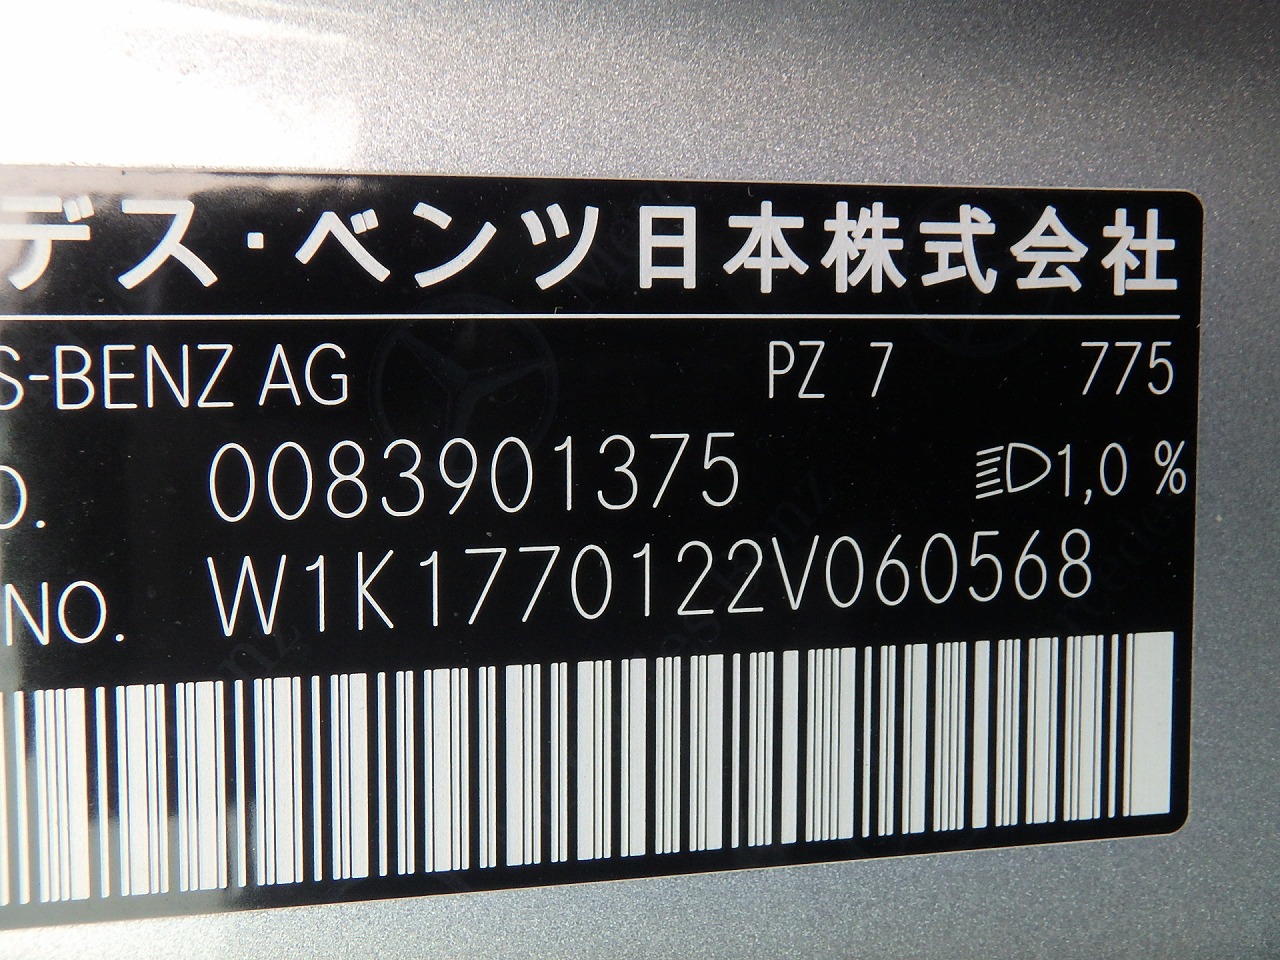 デス・ベンツ日本株式会社
S-BENZ AG PZ 7 775
O. 0083901375 1,0 %
NO. W1K1770122V060568